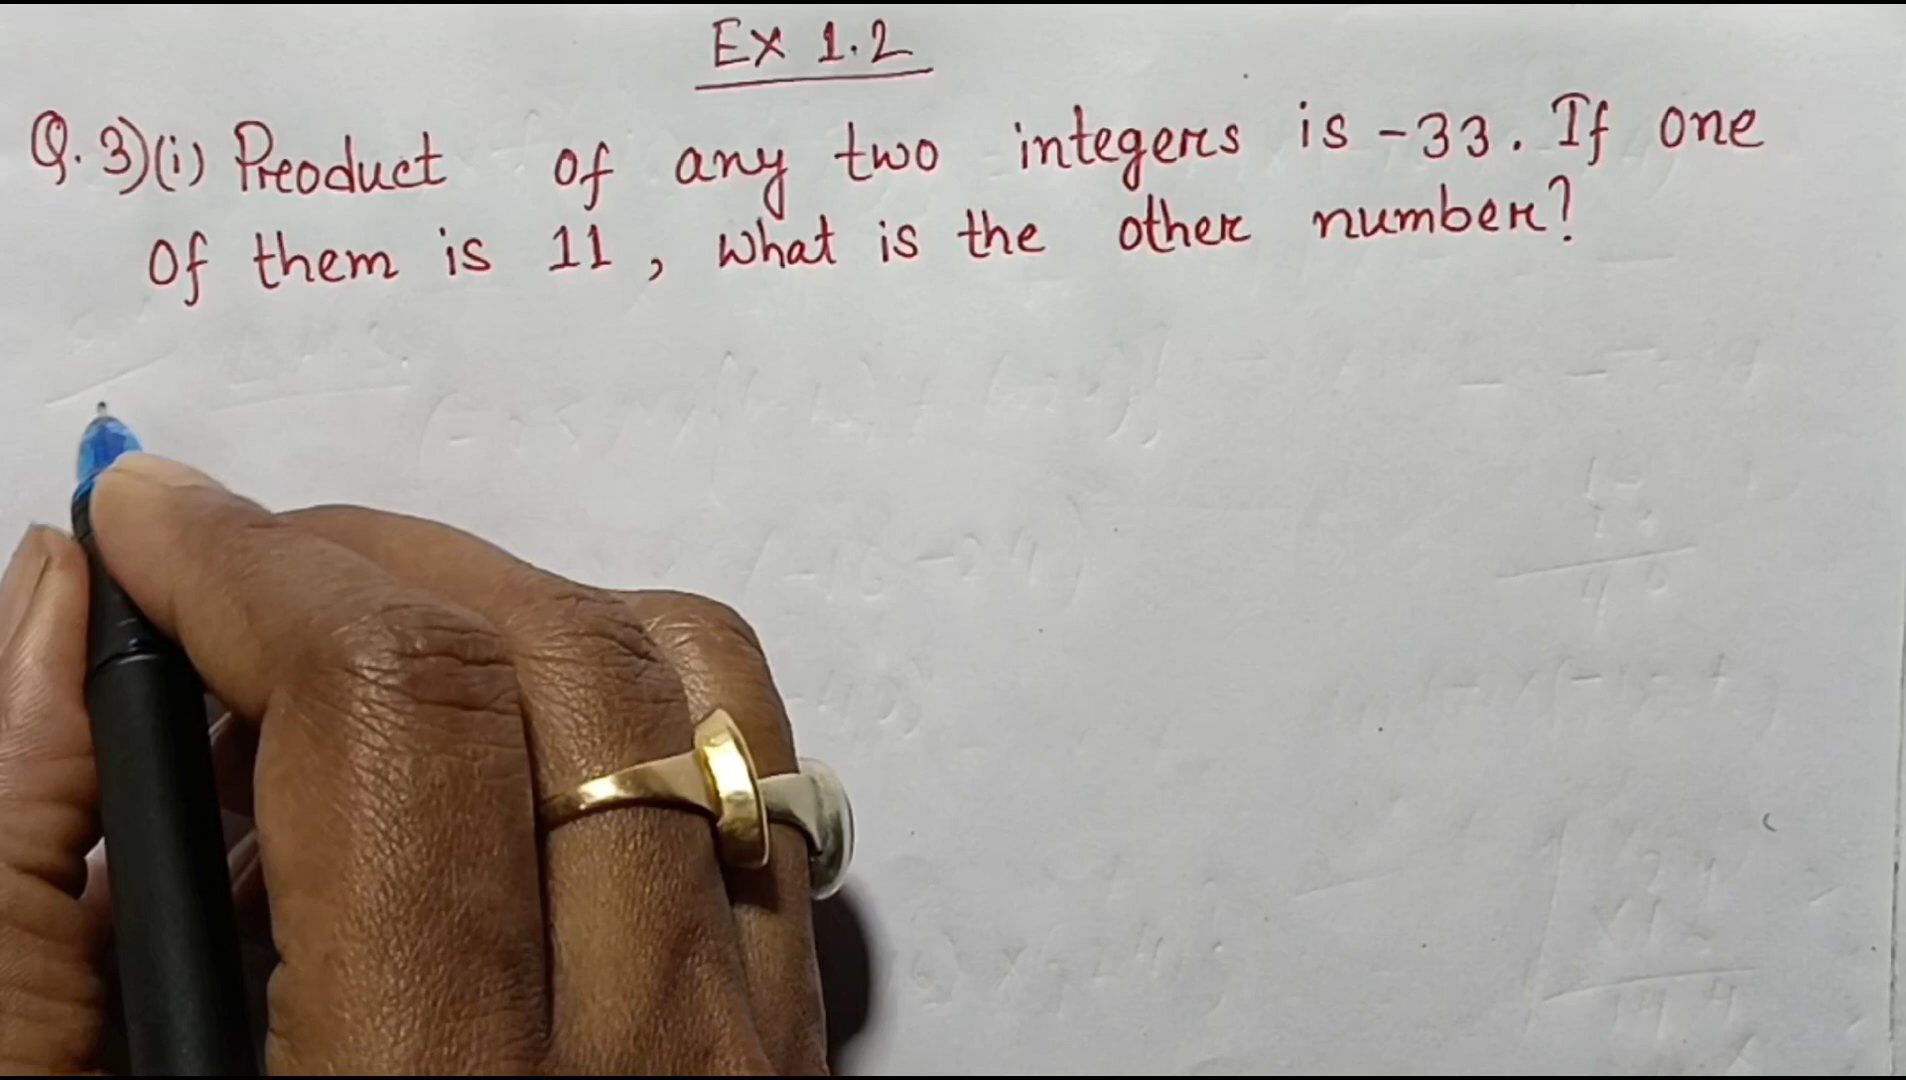 Ex 1.2
Q.3)(i) Product of any two integers is -33. If one
of them is 11, what is the other number?